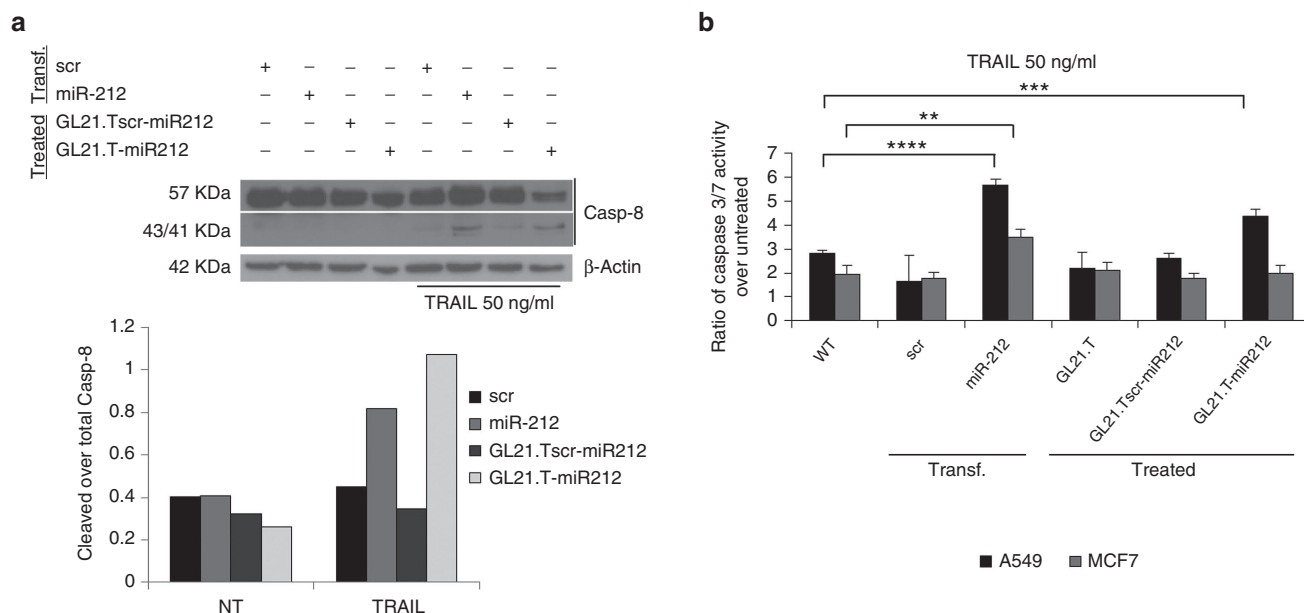 a
Transf.
Treated
scr + – – – + – – –
miR-212 – + – – – + – –
GL21.Tscr-miR212 – – + – – – + –
GL21.T-miR212 – – – + – – – +
57 KDa
43/41 KDa
Casp-8
42 KDa
β-Actin
TRAIL 50 ng/ml
Cleaved over total Casp-8
1.2
1
0.8
0.6
0.4
0.2
0
NT
TRAIL
scr
miR-212
GL21.Tscr-miR212
GL21.T-miR212
b
TRAIL 50 ng/ml
***
**
****
Ratio of caspase 3/7 activity
over untreated
7
6
5
4
3
2
1
0
WT
scr
miR-212
GL21.T
GL21.Tscr-miR212
GL21.T-miR212
Transf.
Treated
A549
MCF7